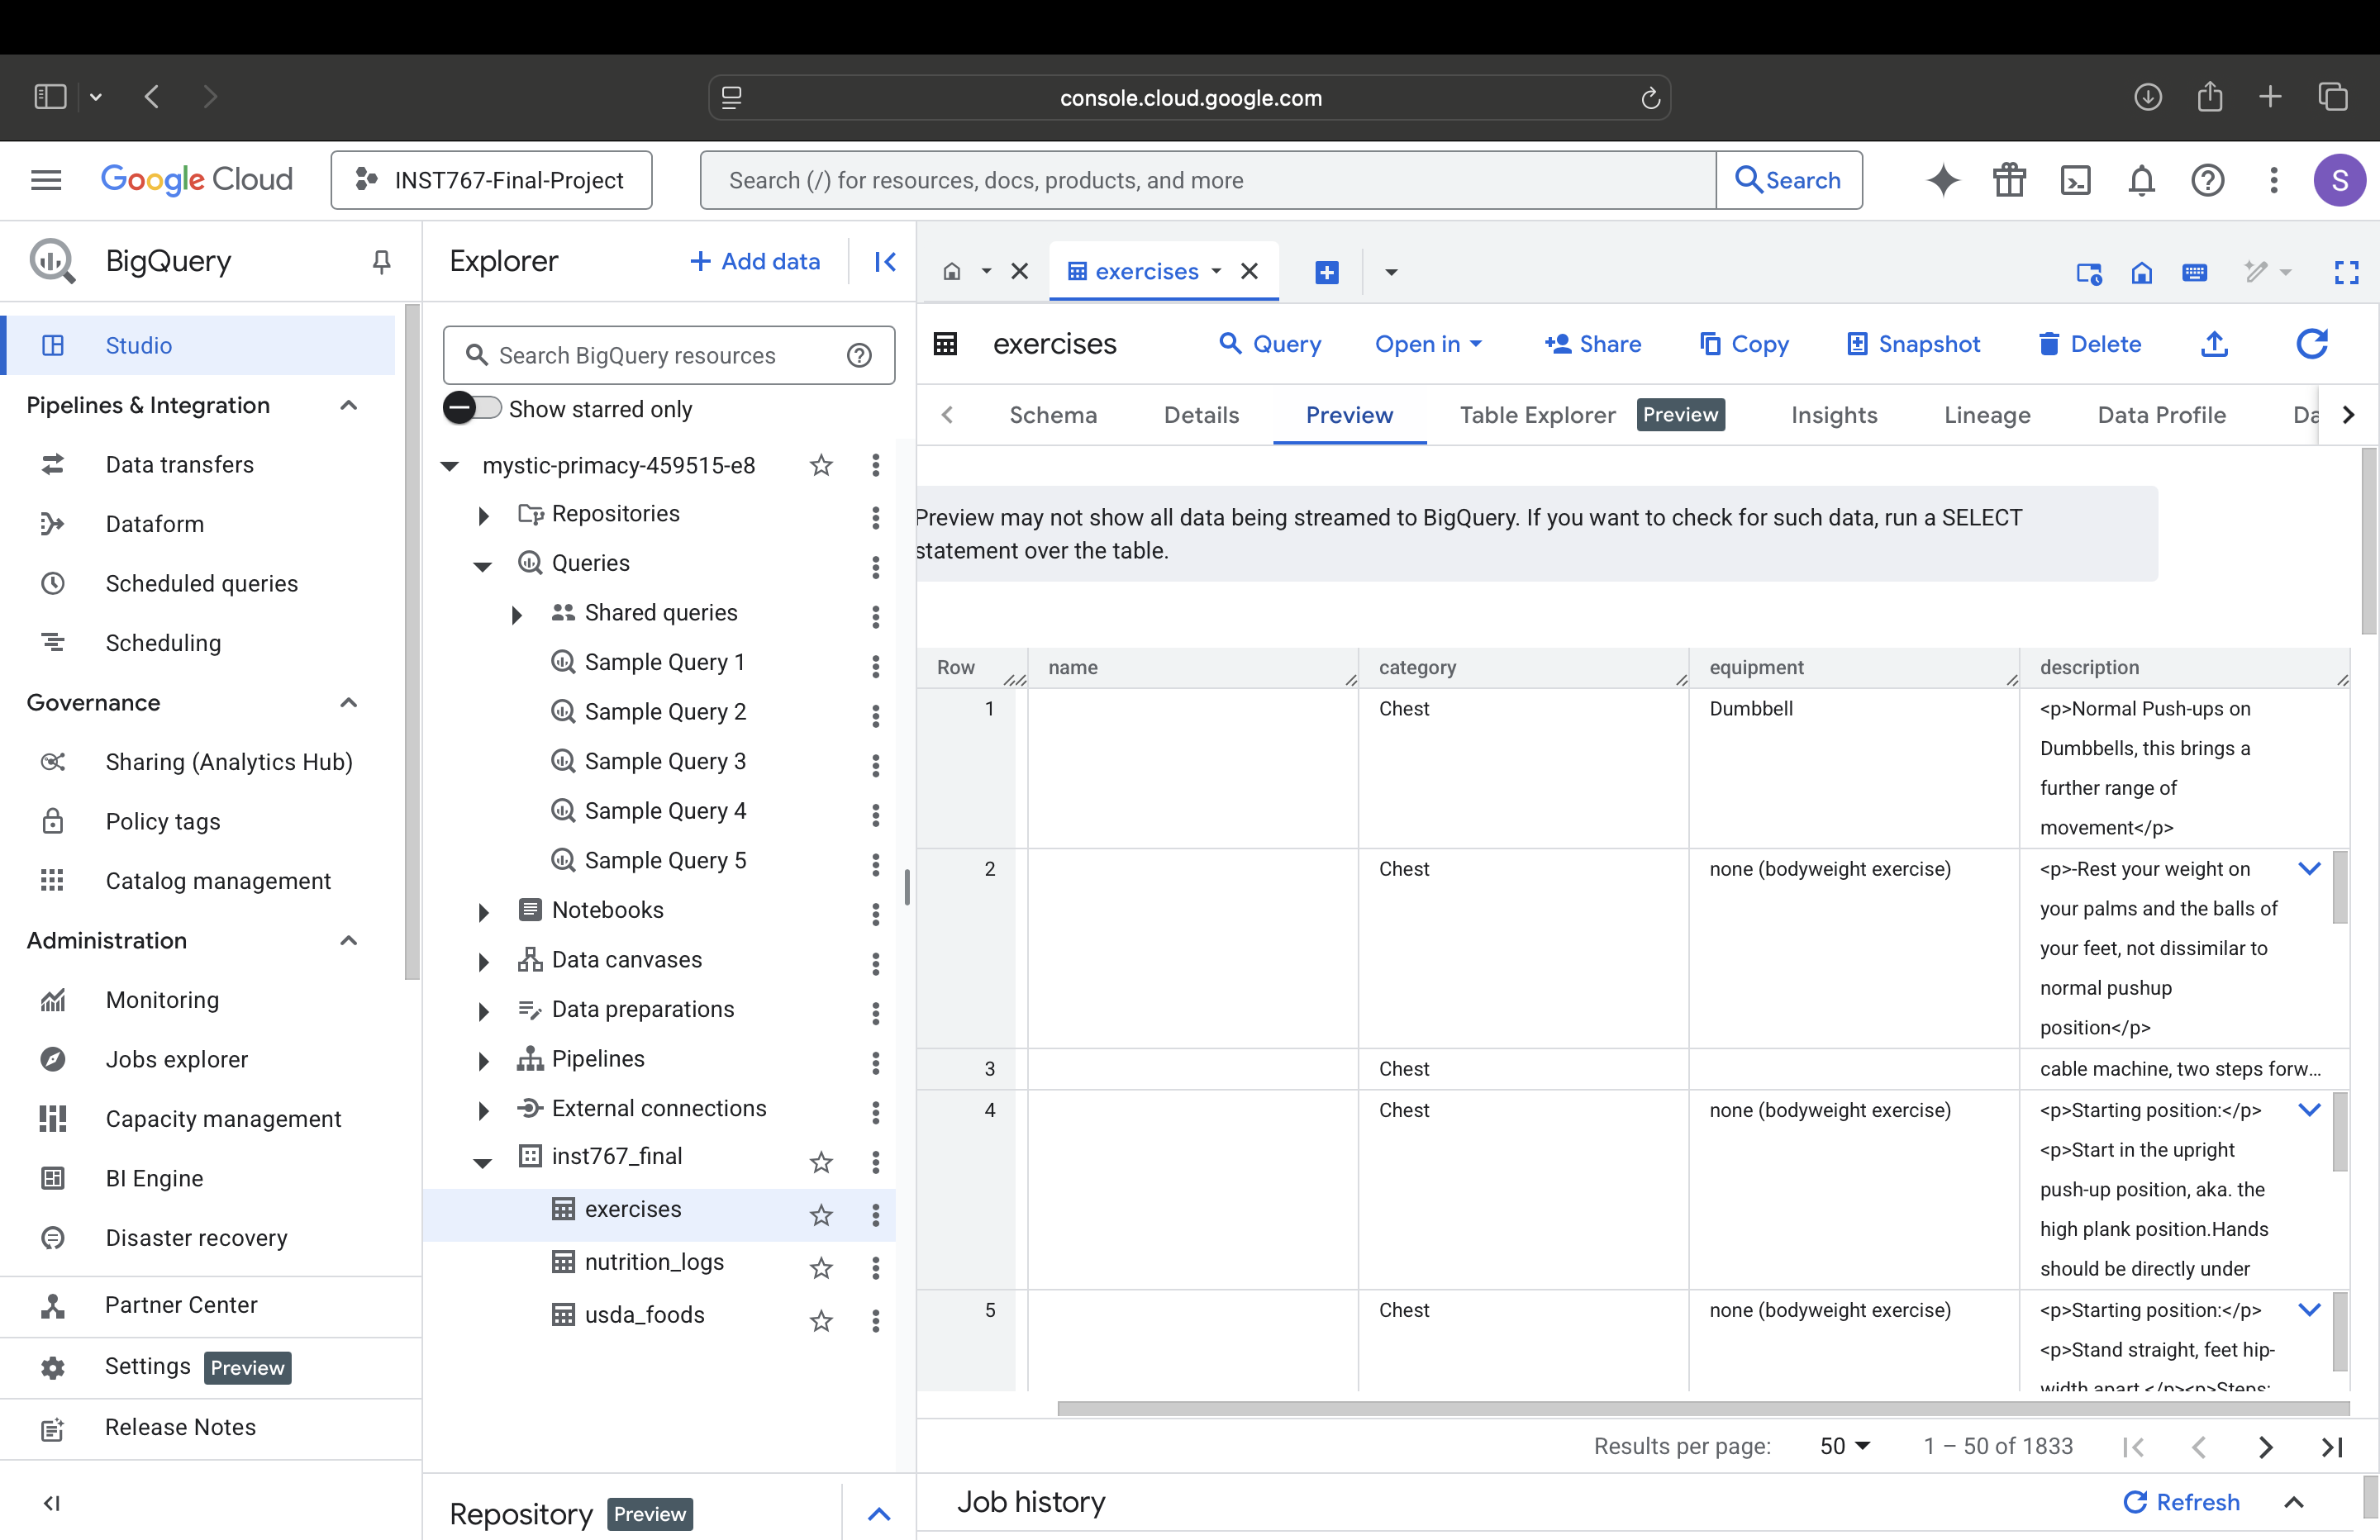 console.cloud.google.com
Google Cloud
INST767-Final-Project
Search (/) for resources, docs, products, and more
Search
S
BigQuery
Studio
Pipelines & Integration
Data transfers
Dataform
Scheduled queries
Scheduling
Governance
Sharing (Analytics Hub)
Policy tags
Catalog management
Administration
Monitoring
Jobs explorer
Capacity management
BI Engine
Disaster recovery
Partner Center
Settings Preview
Release Notes
Explorer
+ Add data
Search BigQuery resources
Show starred only
mystic-primacy-459515-e8
Repositories
Queries
Shared queries
Sample Query 1
Sample Query 2
Sample Query 3
Sample Query 4
Sample Query 5
Notebooks
Data canvases
Data preparations
Pipelines
External connections
inst767_final
exercises
nutrition_logs
usda_foods
Repository Preview
exercises
exercises
Query
Open in
Share
Copy
Snapshot
Delete
Schema
Details
Preview
Table Explorer Preview
Insights
Lineage
Data Profile
Da
Preview may not show all data being streamed to BigQuery. If you want to check for such data, run a SELECT
statement over the table.
Row name category equipment description
1 Chest Dumbbell <p>Normal Push-ups on
Dumbbells, this brings a
further range of
movement</p>
2 Chest none (bodyweight exercise) <p>-Rest your weight on
your palms and the balls of
your feet, not dissimilar to
normal pushup
position</p>
3 Chest cable machine, two steps forw...
4 Chest none (bodyweight exercise) <p>Starting position:</p>
<p>Start in the upright
push-up position, aka. the
high plank position.Hands
should be directly under
5 Chest none (bodyweight exercise) <p>Starting position:</p>
<p>Stand straight, feet hip-
width apart.</p><p>Steps:
Results per page: 50 1 – 50 of 1833
Job history
Refresh